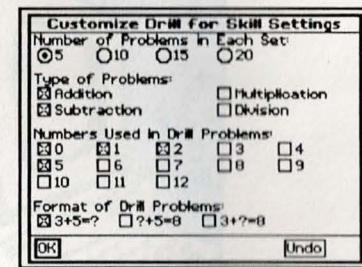 Customize Drill for Skill Settings
Number of Problems in Each Set:
5 10 15 20
Type of Problems:
Addition Multiplication
Subtraction Division
Numbers Used in Drill Problems:
0 1 2 3 4
5 6 7 8 9
10 11 12
Format of Drill Problems:
3+5=? ?+5=8 3+?=8
OK Undo